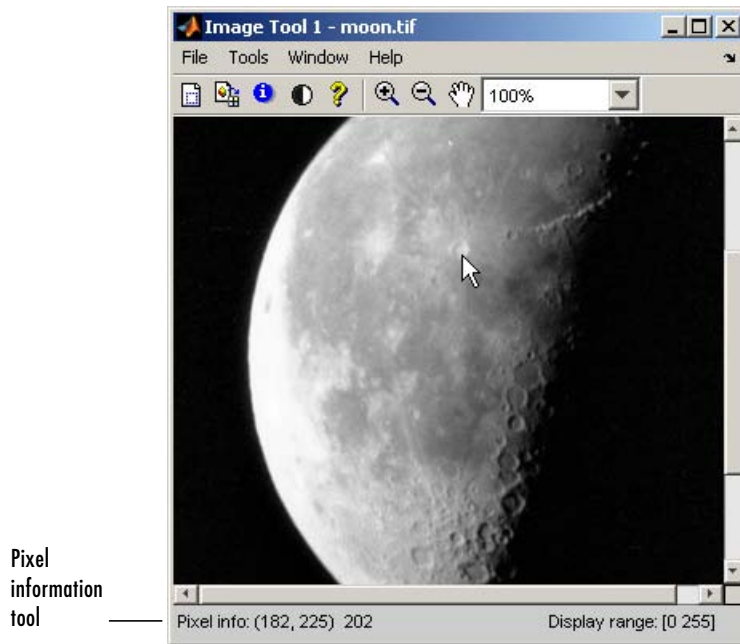 Image Tool 1 - moon.tif
File Tools Window Help
100%
Pixel
information
tool
Pixel info: (182, 225) 202
Display range: [0 255]